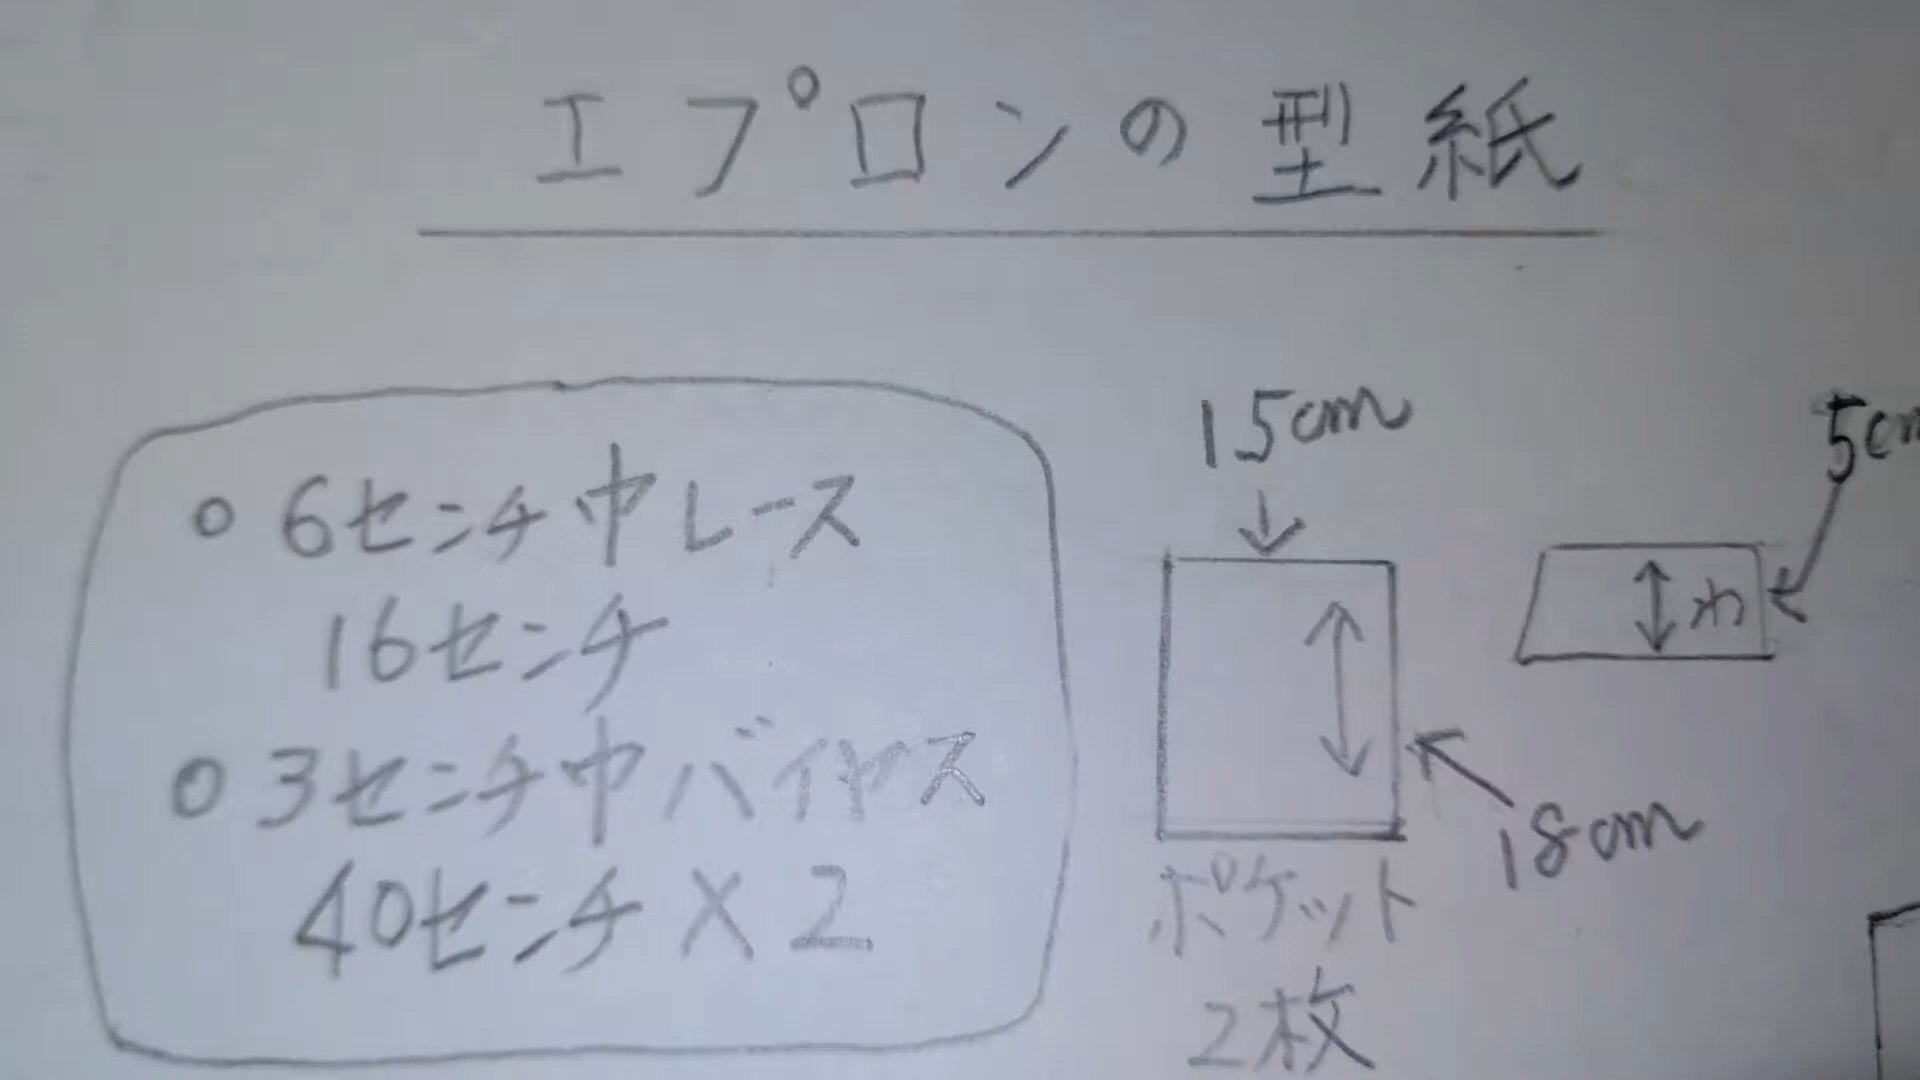 エプロンの型紙
○ 6センチ巾レース
16センチ
○ 3センチ巾バイヤス
40センチ×2
15cm
18cm
ポケット
2枚
わ
5cm